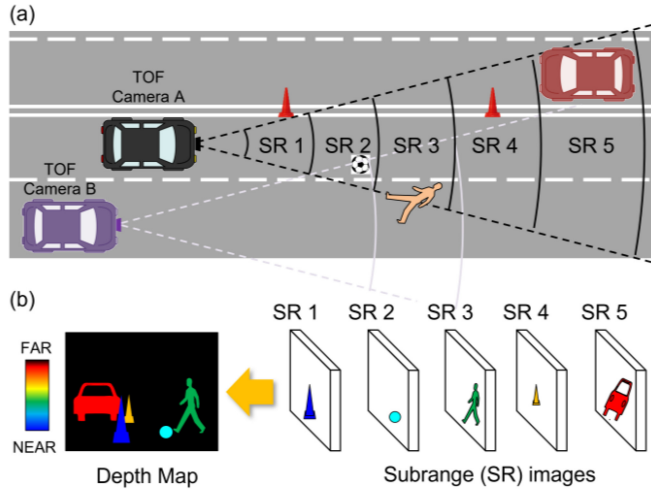 (a)
TOF
Camera A
TOF
Camera B
SR 1
SR 2
SR 3
SR 4
SR 5
(b)
SR 1
SR 2
SR 3
SR 4
SR 5
FAR
NEAR
Depth Map
Subrange (SR) images